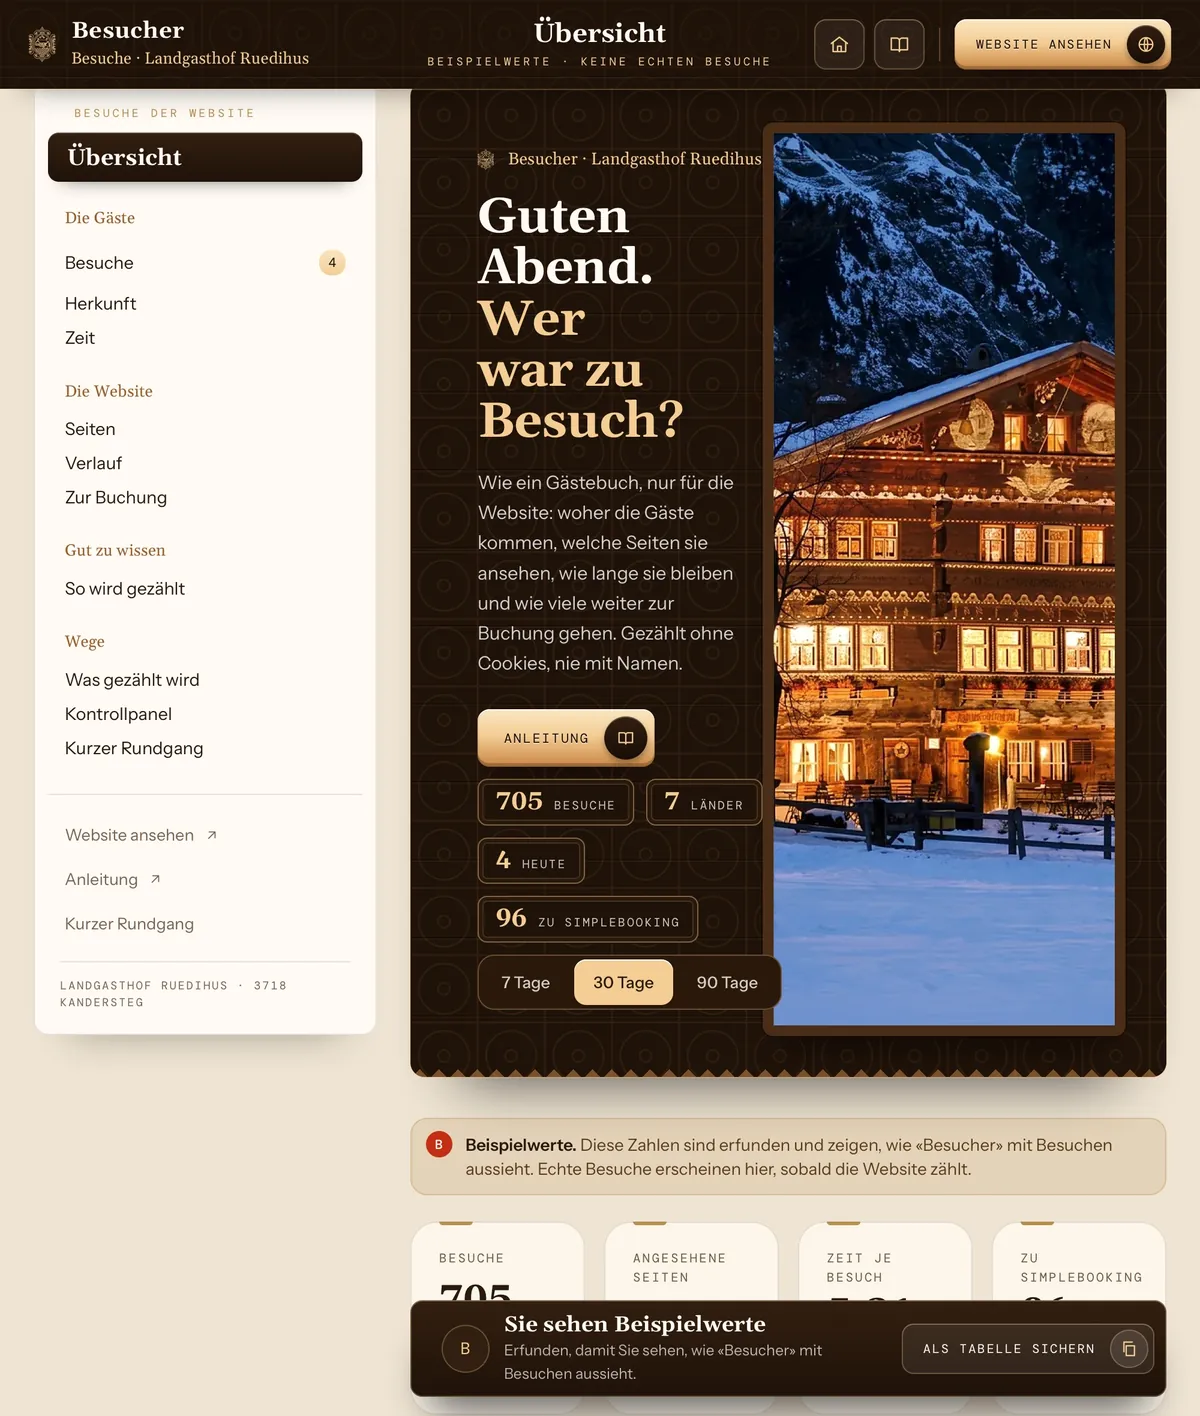 Besucher
Besuche · Landgasthof Ruedihus
Übersicht
BEISPIELWERTE · KEINE ECHTEN BESUCHE
WEBSITE ANSEHEN
BESUCHE DER WEBSITE
Übersicht
Die Gäste
Besuche 4
Herkunft
Zeit
Die Website
Seiten
Verlauf
Zur Buchung
Gut zu wissen
So wird gezählt
Wege
Was gezählt wird
Kontrollpanel
Kurzer Rundgang
Website ansehen ↗
Anleitung ↗
Kurzer Rundgang
LANDGASTHOF RUEDIHUS · 3718
KANDERSTEG
Besucher · Landgasthof Ruedihus
Guten
Abend.
Wer
war zu
Besuch?
Wie ein Gästebuch, nur für die
Website: woher die Gäste
kommen, welche Seiten sie
ansehen, wie lange sie bleiben
und wie viele weiter zur
Buchung gehen. Gezählt ohne
Cookies, nie mit Namen.
ANLEITUNG
705 BESUCHE
7 LÄNDER
4 HEUTE
96 ZU SIMPLEBOOKING
7 Tage
30 Tage
90 Tage
B
Beispielwerte. Diese Zahlen sind erfunden und zeigen, wie «Besucher» mit Besuchen
aussieht. Echte Besuche erscheinen hier, sobald die Website zählt.
BESUCHE
705
ANGESEHENE
SEITEN
ZEIT JE
BESUCH
ZU
SIMPLEBOOKING
B
Sie sehen Beispielwerte
Erfunden, damit Sie sehen, wie «Besucher» mit
Besuchen aussieht.
ALS TABELLE SICHERN